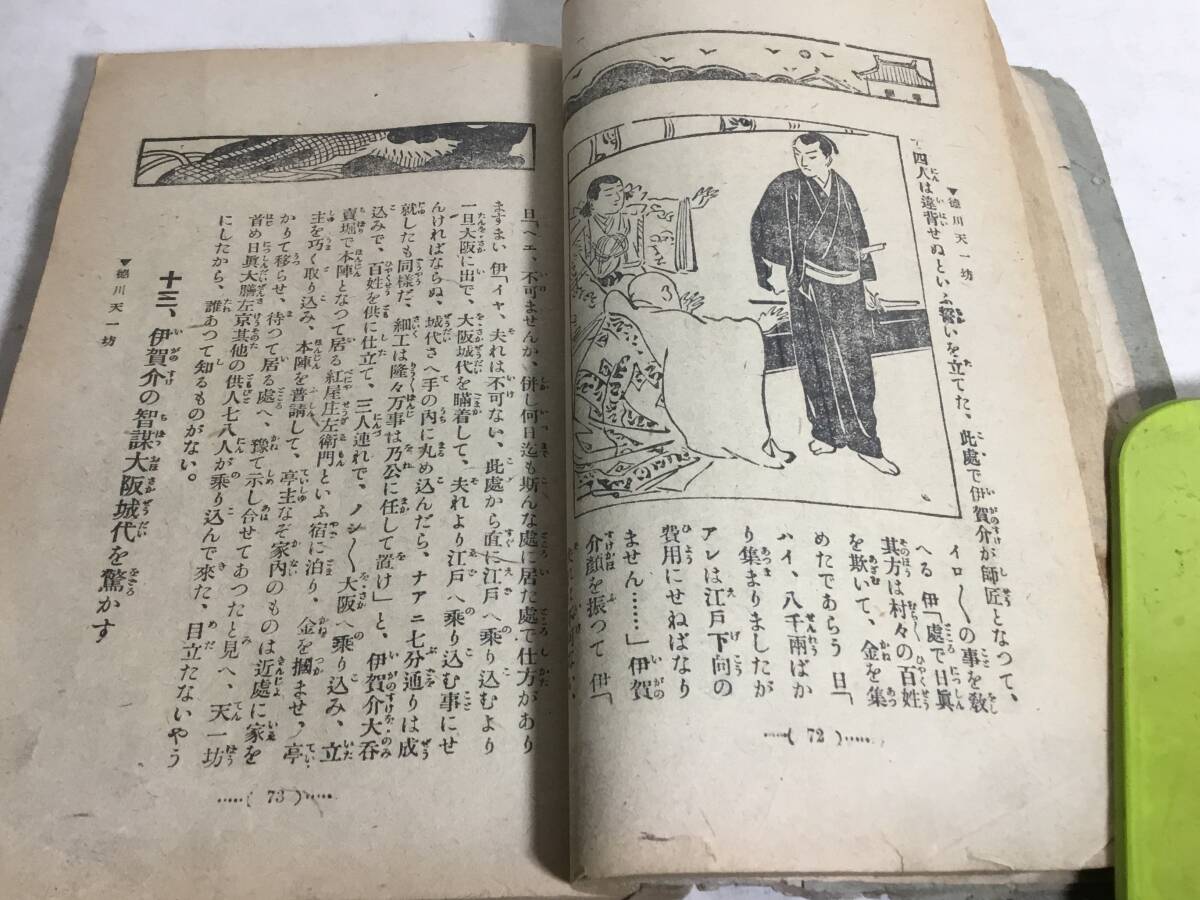 ▼德川天一坊
四人は違背せぬといふ誓いを立てた、此處で伊賀介が師匠となつて、
イロ〱の事を敎
へる 伊「處で日眞
其方は村々の百姓
を欺いて、金を集
めたであらう 旦「
ハイ、八千兩ばか
り集まりましたが
アレは江戸下向の
費用にせねばなり
ません……」伊賀
介顏を振つて 伊「
……( 72 )……
旦「へエ、不可ませんか、併し何日迄も斯んな處に居た處で仕方があり
ますまい 伊「イヤ、夫れは不可ない、此處から直に江戸へ乘り込むより
一旦大阪に出で、大阪城代を瞞着して、夫れより江戸へ乘り込む事にせ
んければならぬ、城代さへ手の内に丸め込んだら、ナアニ七分通りは成
就したも同樣だ、細工は隆々万事は乃公に任して置け」と、伊賀介大呑
込みで、百姓を供に仕立て、三人連れで、ノシ〱大阪へ乘り込み、立
賣堀で本陣となつて居る紅屋庄左衞門といふ宿に泊り、金を摑ませ、亭
主を巧く取り込み、本陣を普請して、亭主なぞ家內のものは近處に家を
かりて移らせ、待つて居る處へ、豫て示し合せてあつたと見へ、天一坊
首め日眞大膳左京其他の供人七八人が乘り込んで來た、目立たないやう
にしたから、誰あつて知るものがない。
十三、伊賀介の智謀大阪城代を驚かす
▼德川天一坊
……( 73 )……